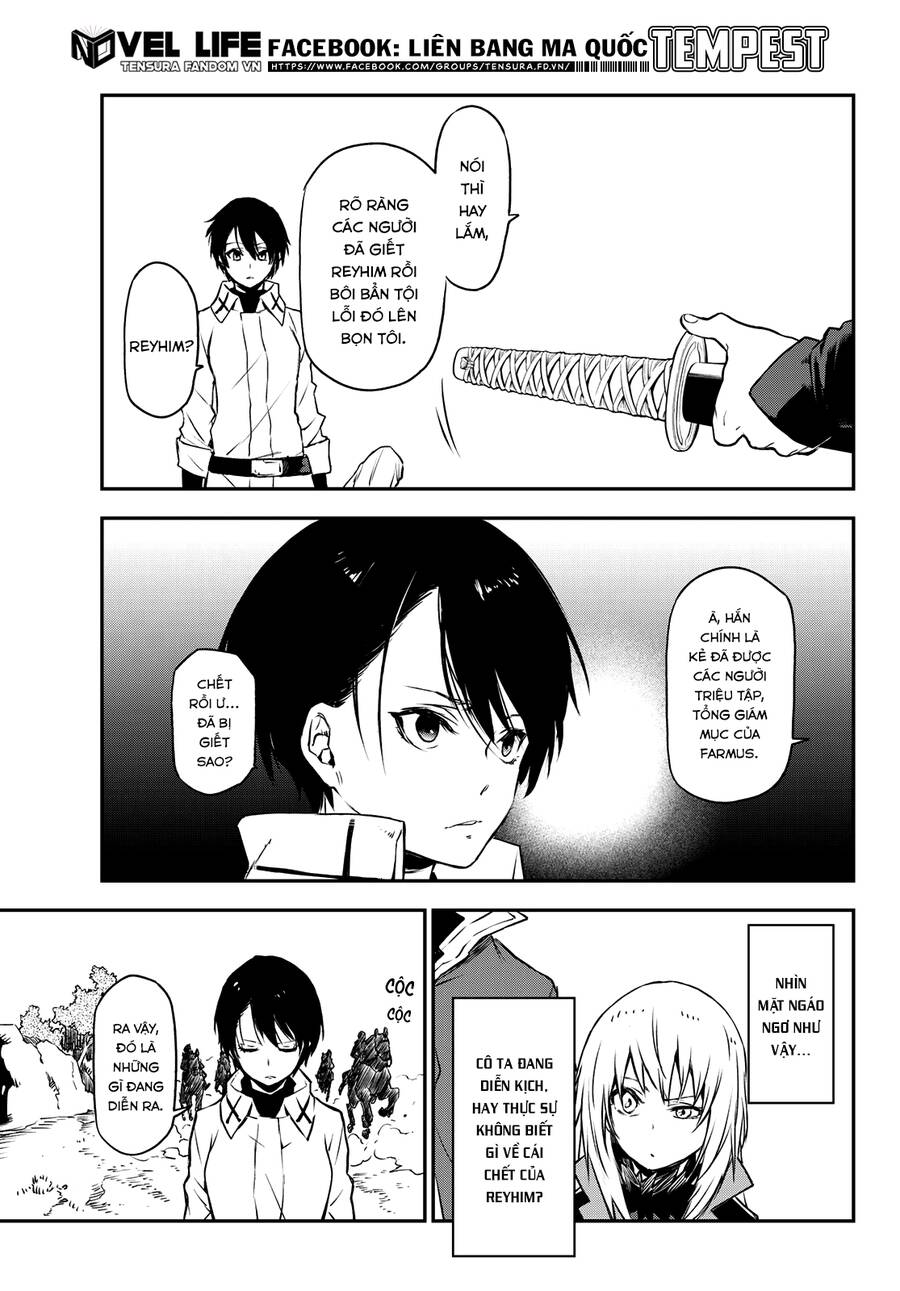 NOVEL LIFE
TENSURA FANDOM VN
FACEBOOK: LIÊN BANG MA QUỐC
HTTPS://WWW.FACEBOOK.COM/GROUPS/TENSURA.FD.VN/
TEMPEST
NÓI
THÌ
HAY
LẮM,
RÕ RÀNG
CÁC NGƯỜI
ĐÃ GIẾT
REYHIM RỒI
BÔI BẨN TỘI
LỖI ĐÓ LÊN
BỌN TÔI.
REYHIM?
À, HẮN
CHÍNH LÀ
KẺ ĐÃ ĐƯỢC
CÁC NGƯỜI
TRIỆU TẬP,
TỔNG GIÁM
MỤC CỦA
FARMUS.
CHẾT
RỒI Ư...
ĐÃ BỊ
GIẾT
SAO?
NHÌN
MẶT NGÁO
NGƠ NHƯ
VẬY...
CÔ TA ĐANG
DIỄN KỊCH,
HAY THỰC SỰ
KHÔNG BIẾT
GÌ VỀ CÁI
CHẾT CỦA
REYHIM?
CỘC
CỘC
RA VẬY,
ĐÓ LÀ
NHỮNG
GÌ ĐANG
DIỄN RA.